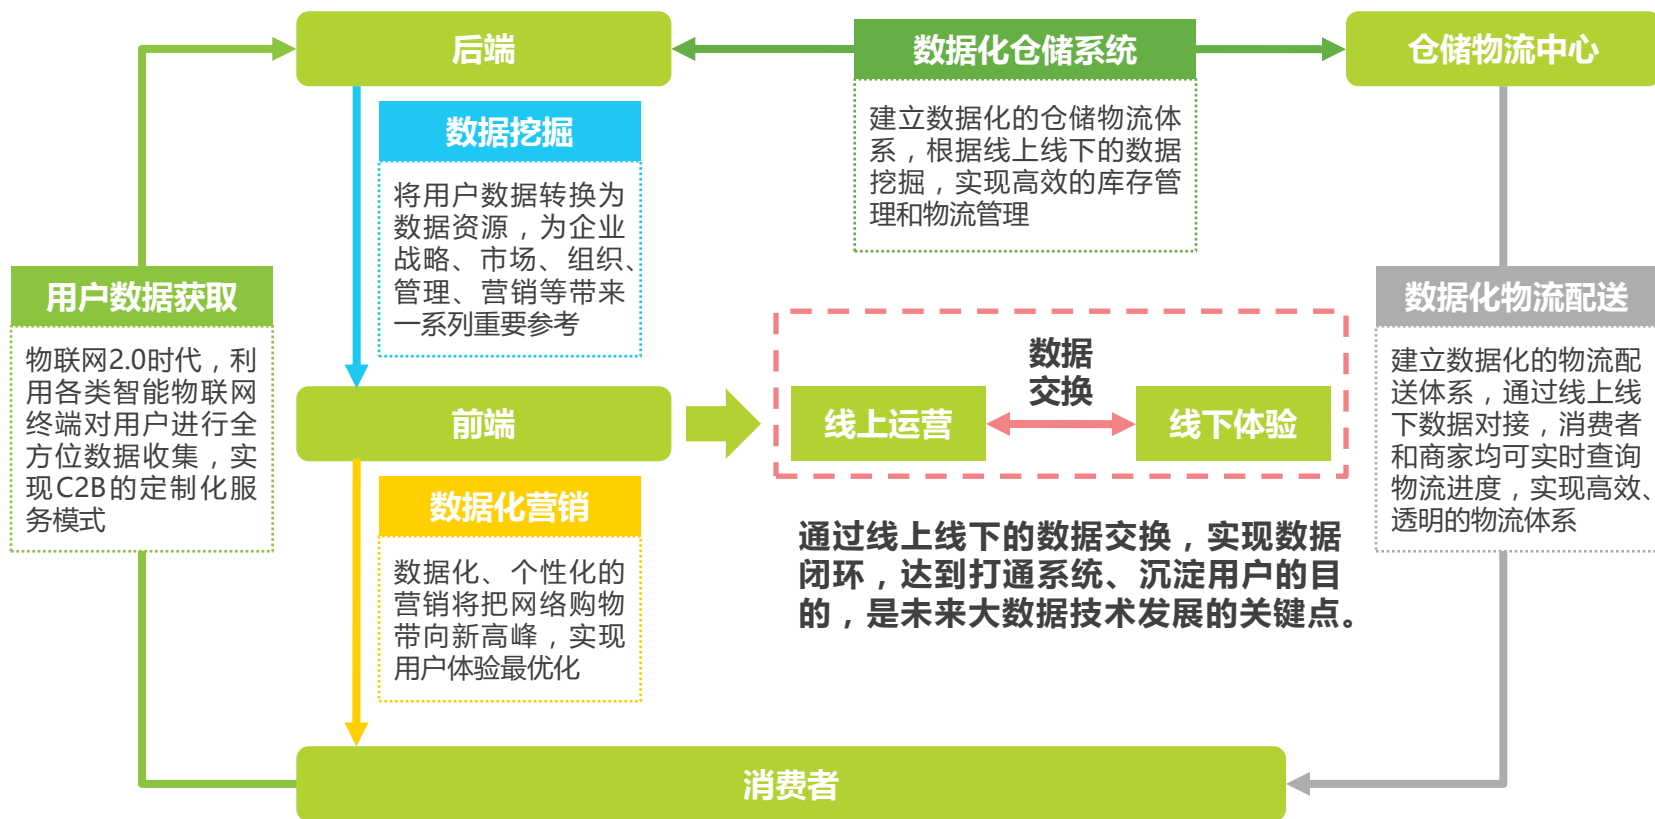 后端
数据化仓储系统
仓储物流中心
建立数据化的仓储物流体
系，根据线上线下的数据
挖掘，实现高效的库存管
理和物流管理
数据挖掘
将用户数据转换为
数据资源，为企业
战略、市场、组织、
管理、营销等带来
一系列重要参考
用户数据获取
物联网2.0时代，利
用各类智能物联网
终端对用户进行全
方位数据收集，实
现C2B的定制化服
务模式
数据化物流配送
建立数据化的物流配
送体系，通过线上线
下数据对接，消费者
和商家均可实时查询
物流进度，实现高效、
透明的物流体系
前端
数据
交换
线上运营
线下体验
数据化营销
数据化、个性化的
营销将把网络购物
带向新高峰，实现
用户体验最优化
通过线上线下的数据交换，实现数据
闭环，达到打通系统、沉淀用户的目
的，是未来大数据技术发展的关键点。
消费者